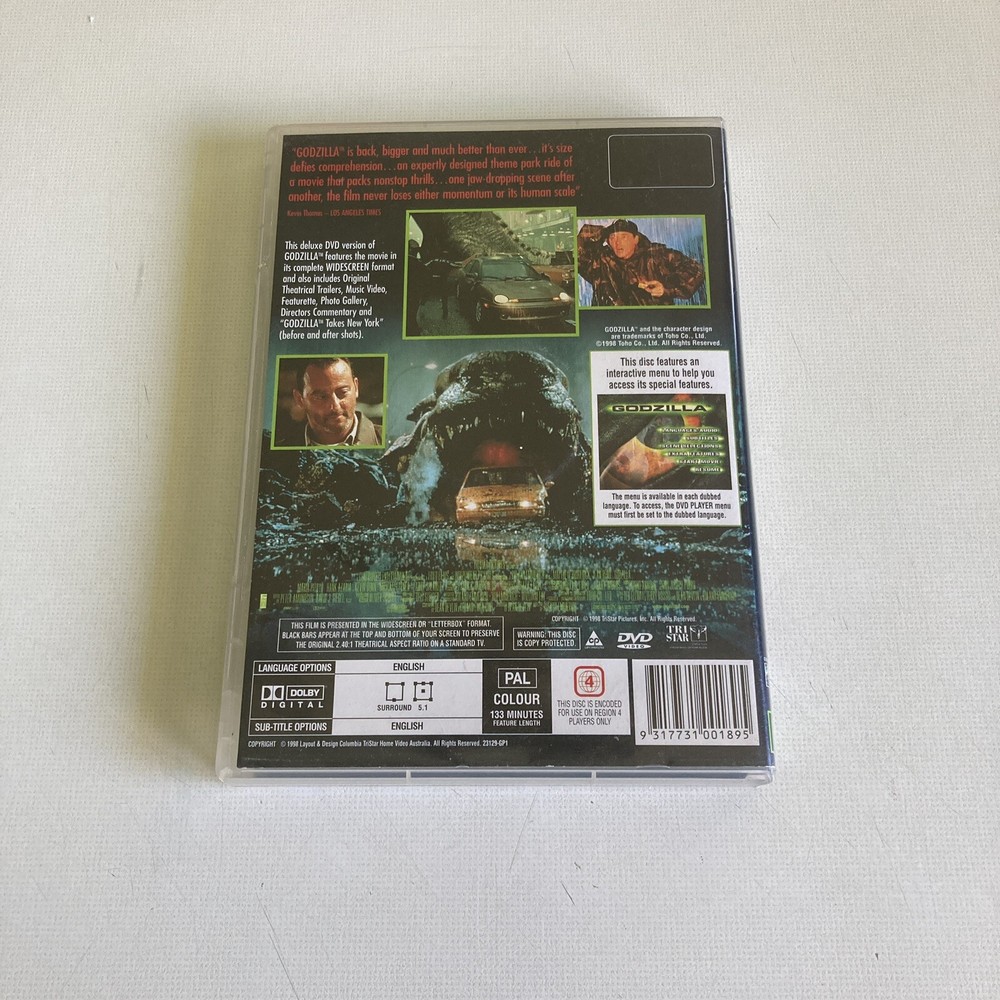 "GODZILLA™ is back, bigger and much better than ever...it's size
defies comprehension...an expertly designed theme park ride of
a movie that packs nonstop thrills...one jaw-dropping scene after
another, the film never loses either momentum or its human scale".
Kevin Thomas – LOS ANGELES TIMES
This deluxe DVD version of
GODZILLA™ features the movie in
its complete WIDESCREEN format
and also includes Original
Theatrical Trailers, Music Video,
Featurette, Photo Gallery,
Directors Commentary and
"GODZILLA™ Takes New York"
(before and after shots).
GODZILLA™ and the character design
are trademarks of Toho Co., Ltd.
©1998 Toho Co., Ltd. All Rights Reserved.
This disc features an
interactive menu to help you
access its special features.
GODZILLA
LANGUAGES AUDIO
SUBTITLES
SCENE SELECTIONS
EXTRA FEATURES
START MOVIE
RESUME
The menu is available in each dubbed
language. To access, the DVD PLAYER menu
must first be set to the dubbed language.
COPYRIGHT © 1998 TriStar Pictures, Inc. All Rights Reserved.
THIS FILM IS PRESENTED IN THE WIDESCREEN OR "LETTERBOX" FORMAT.
BLACK BARS APPEAR AT THE TOP AND BOTTOM OF YOUR SCREEN TO PRESERVE
THE ORIGINAL 2.40:1 THEATRICAL ASPECT RATIO ON A STANDARD TV.
WARNING: THIS DISC
IS COPY PROTECTED.
CP
DVD
VIDEO
TRI
STAR
LANGUAGE OPTIONS
ENGLISH
DOLBY
DIGITAL
SURROUND 5.1
SUB-TITLE OPTIONS
ENGLISH
PAL
COLOUR
133 MINUTES
FEATURE LENGTH
4
THIS DISC IS ENCODED
FOR USE ON REGION 4
PLAYERS ONLY
9 317731 001895
COPYRIGHT © 1998 Layout & Design Columbia TriStar Home Video Australia. All Rights Reserved. 23129-GP1